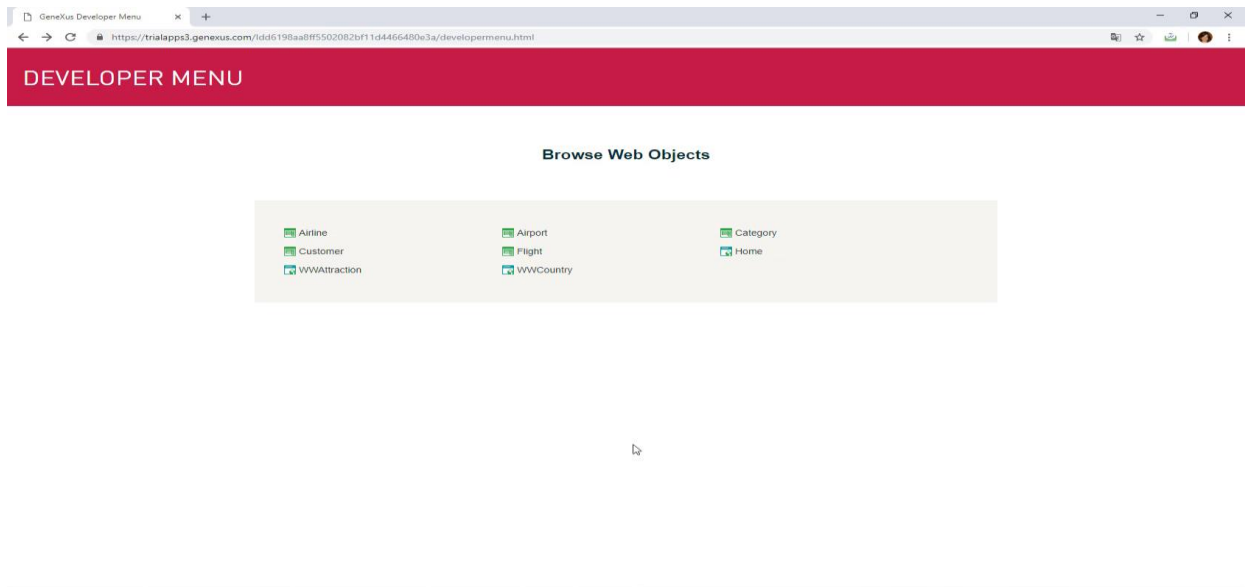 GeneXus Developer Menu
https://trialapps3.genexus.com/Idd6198aa8ff5502082bf11d4466480e3a/developermenu.html
DEVELOPER MENU
Browse Web Objects
Airline Airport Category
Customer Flight Home
WWAttraction WWCountry